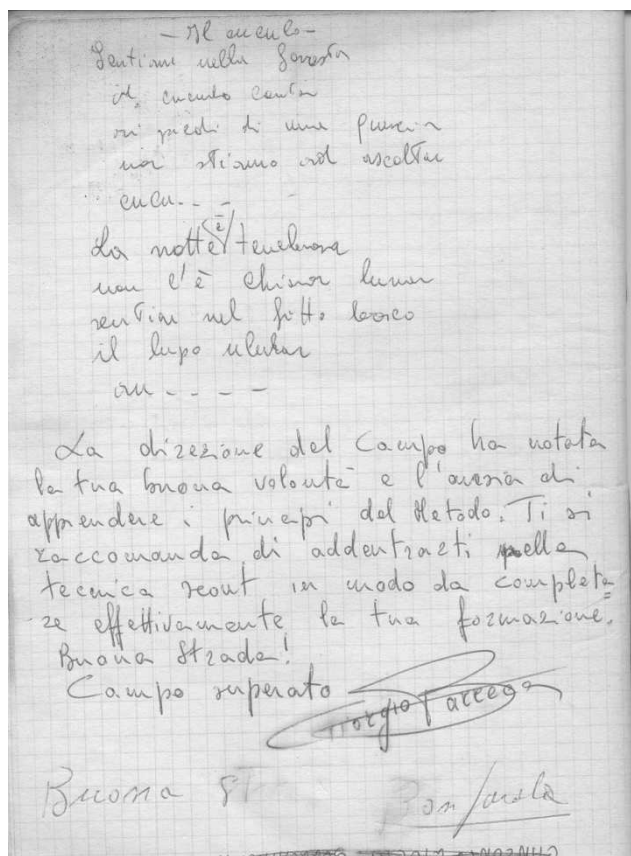 - Il cuculo -
Sentiam nella foresta
il cuculo cantar
ai piedi di una quercia
noi stiamo ad ascoltar
cucu.. - -
La notte è tenebrosa
non c'è chiaror lunar
sentiam nel fitto bosco
il lupo ulular
au - - - -
La direzione del Campo ha notata
la tua buona volontà e l'ansia di
apprendere i principi del Metodo. Ti si
raccomanda di addentrarti nella
tecnica scout in modo da completa=
re effettivamente la tua formazione.
Buona Strada!
Campo superato
Giorgio
Buona